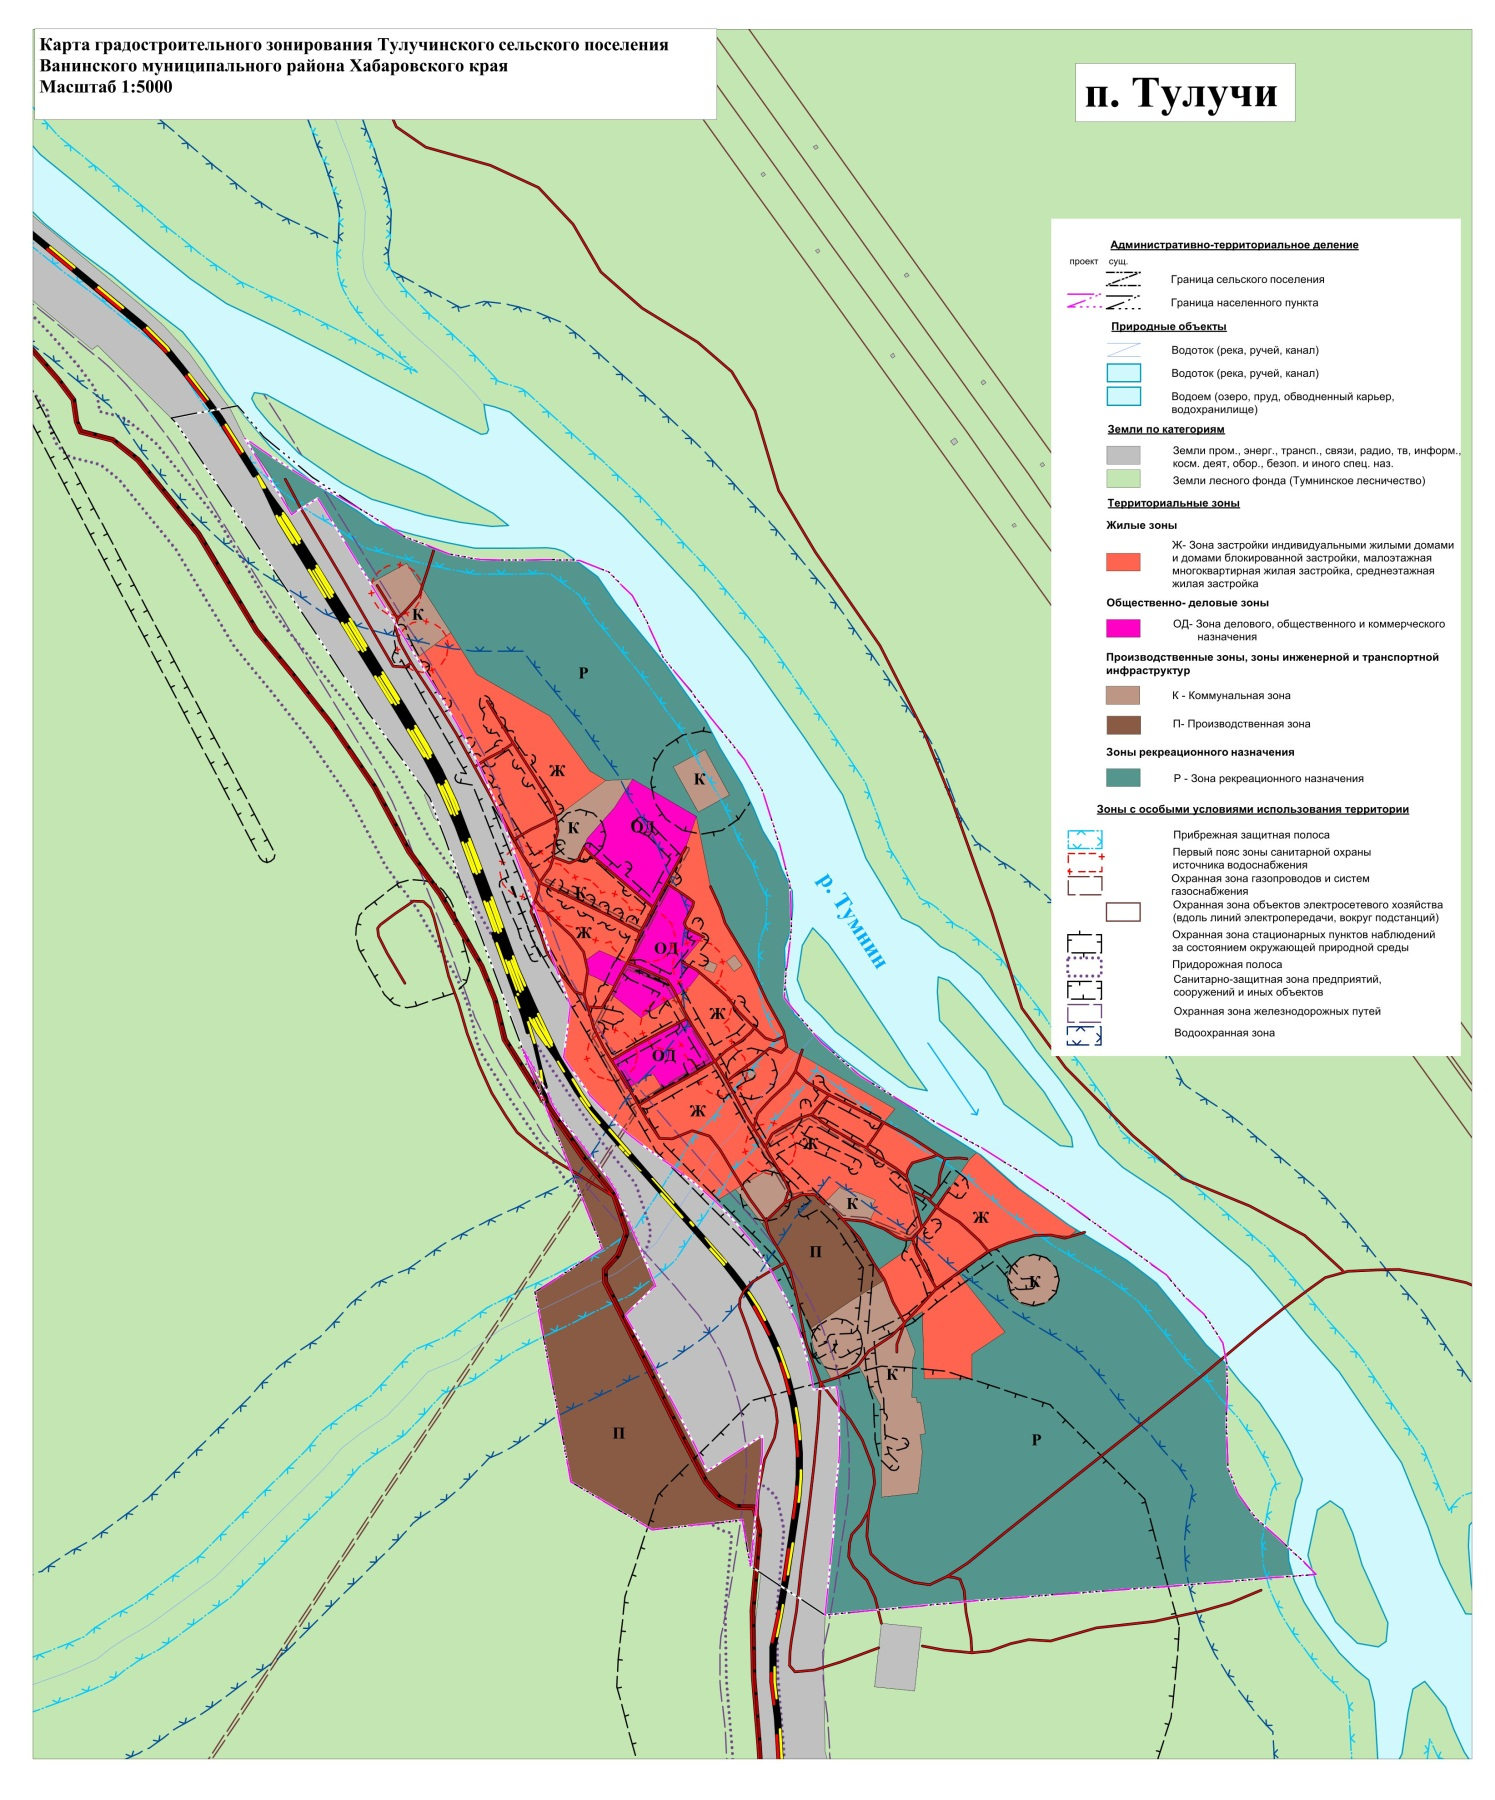 Карта градостроительного зонирования Тулучинского сельского поселения
Ванинского муниципального района Хабаровского края
Масштаб 1:5000
п. Тулучи
Административно-территориальное деление
проект сущ.
Граница сельского поселения
Граница населенного пункта
Природные объекты
Водоток (река, ручей, канал)
Водоток (река, ручей, канал)
Водоем (озеро, пруд, обводненный карьер,
водохранилище)
Земли по категориям
Земли пром., энерг., трансп., связи, радио, тв, информ.,
косм. деят, обор., безоп. и иного спец. наз.
Земли лесного фонда (Тумнинское лесничество)
Территориальные зоны
Жилые зоны
Ж- Зона застройки индивидуальными жилыми домами
и домами блокированной застройки, малоэтажная
многоквартирная жилая застройка, среднеэтажная
жилая застройка
Общественно- деловые зоны
ОД- Зона делового, общественного и коммерческого
назначения
Производственные зоны, зоны инженерной и транспортной
инфраструктур
К - Коммунальная зона
П- Производственная зона
Зоны рекреационного назначения
Р - Зона рекреационного назначения
Зоны с особыми условиями использования территории
Прибрежная защитная полоса
Первый пояс зоны санитарной охраны
источника водоснабжения
Охранная зона газопроводов и систем
газоснабжения
Охранная зона объектов электросетевого хозяйства
(вдоль линий электропередачи, вокруг подстанций)
Охранная зона стационарных пунктов наблюдений
за состоянием окружающей природной среды
Придорожная полоса
Санитарно-защитная зона предприятий,
сооружений и иных объектов
Охранная зона железнодорожных путей
Водоохранная зона
К
Р
Ж
К
К
ОД
К
Ж
ОД
р. Тумнин
Ж
ОД
Ж
Ж
К
Ж
П
К
К
П
Р